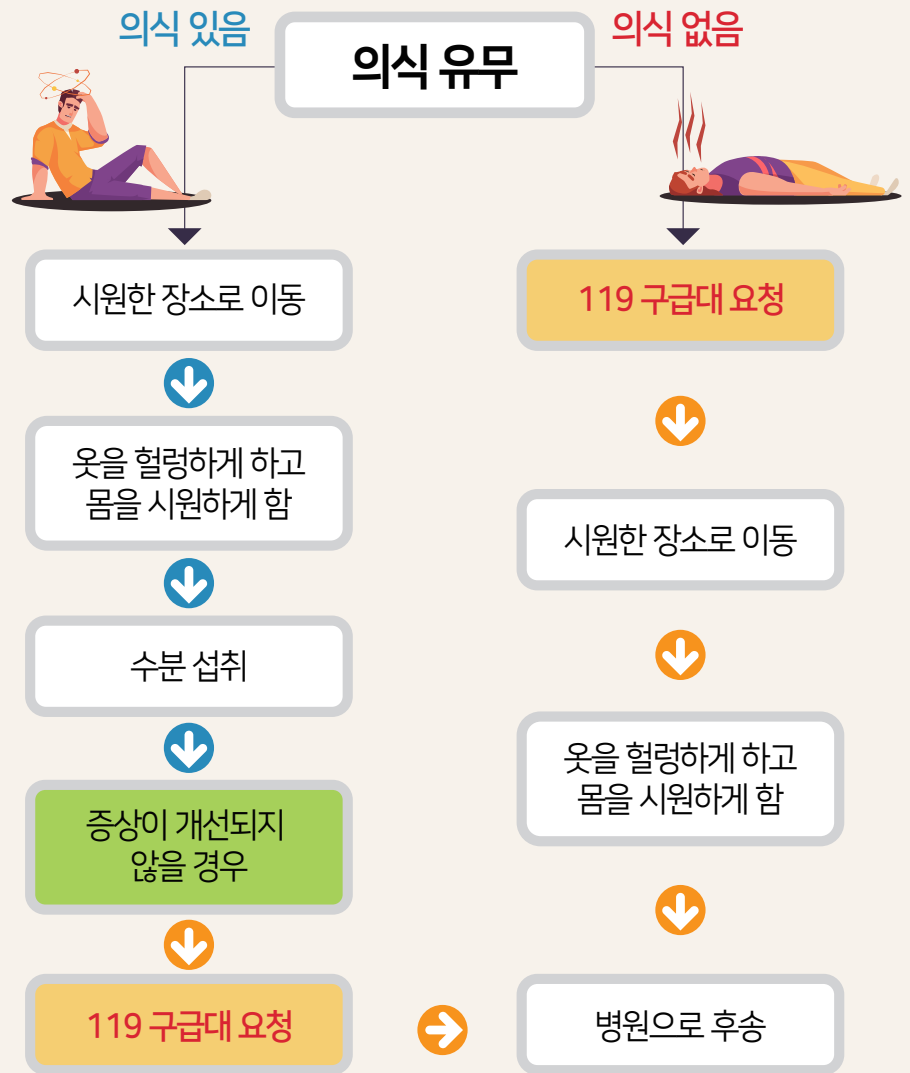 의식 있음
의식 유무
의식 없음
시원한 장소로 이동
옷을 헐렁하게 하고
몸을 시원하게 함
수분 섭취
증상이 개선되지
않을 경우
119 구급대 요청
119 구급대 요청
시원한 장소로 이동
옷을 헐렁하게 하고
몸을 시원하게 함
병원으로 후송